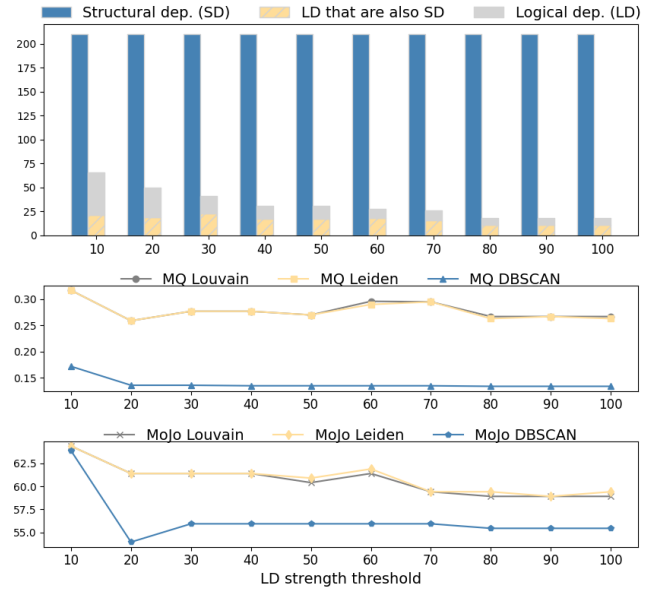 Structural dep. (SD) LD that are also SD Logical dep. (LD)
200
175
150
125
100
75
50
25
0
10 20 30 40 50 60 70 80 90 100
MQ Louvain MQ Leiden MQ DBSCAN
0.30
0.25
0.20
0.15
10 20 30 40 50 60 70 80 90 100
MoJo Louvain MoJo Leiden MoJo DBSCAN
62.5
60.0
57.5
55.0
10 20 30 40 50 60 70 80 90 100
LD strength threshold